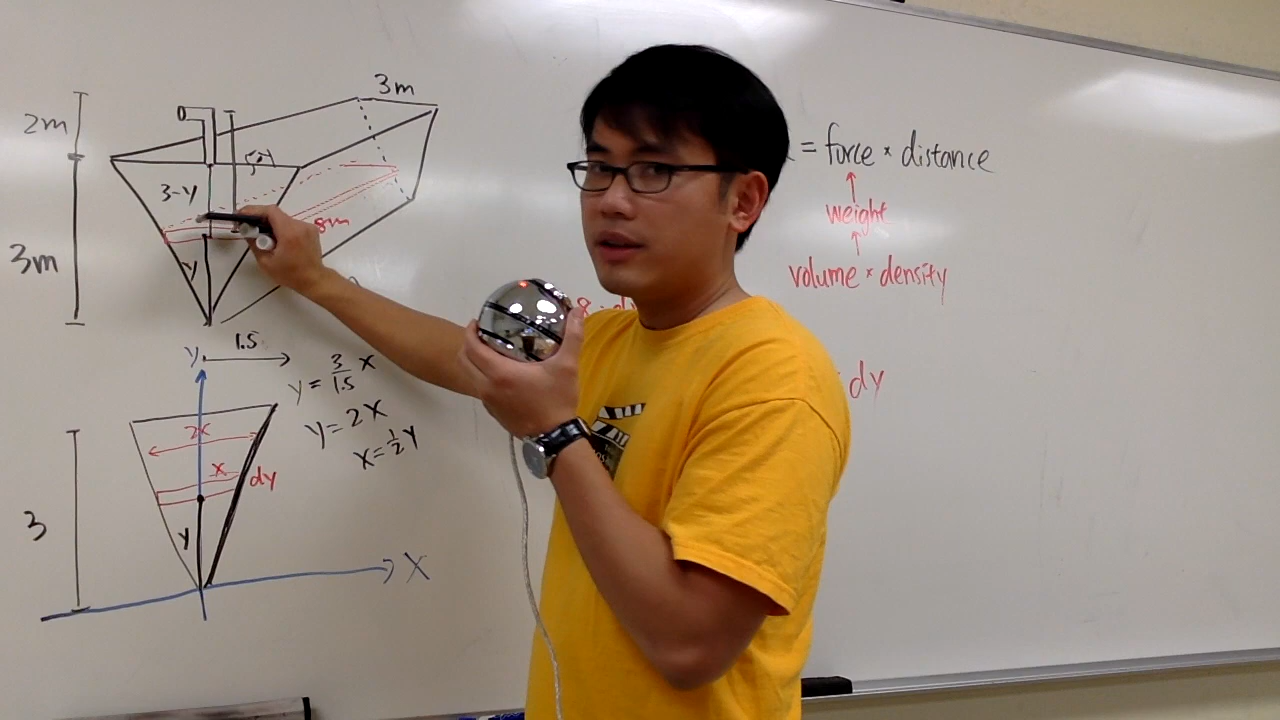 3m
2m
3-y
8m
3m
y
y
1.5
y = 3/1.5 x
y = 2x
x = 1/2 y
2x
x
dy
3
y
X
= force × distance
weight
volume × density
dy